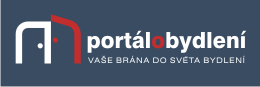 portálobydlení
VAŠE BRÁNA DO SVĚTA BYDLENÍ